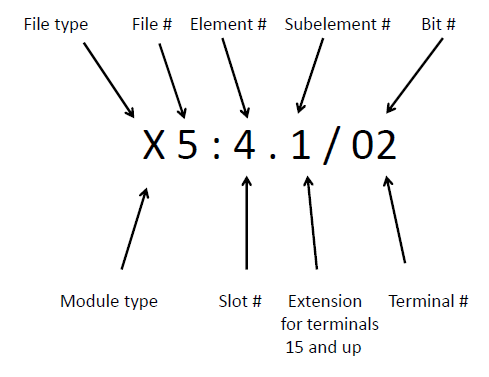 File type File # Element # Subelement # Bit #
X 5 : 4 . 1 / 02
Module type Slot # Extension Terminal #
for terminals
15 and up